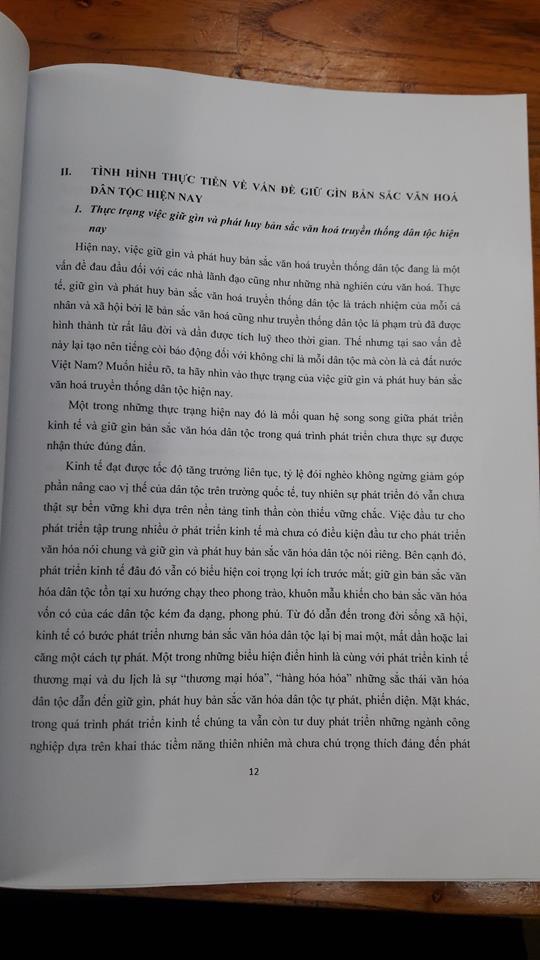 II. TÌNH HÌNH THỰC TIỄN VỀ VẤN ĐỀ GIỮ GÌN BẢN SẮC VĂN HOÁ
DÂN TỘC HIỆN NAY
1. Thực trạng việc giữ gìn và phát huy bản sắc văn hoá truyền thống dân tộc hiện
nay
Hiện nay, việc giữ gìn và phát huy bản sắc văn hoá truyền thống dân tộc đang là một
vấn đề đau đầu đối với các nhà lãnh đạo cũng như những nhà nghiên cứu văn hoá. Thực
tế, giữ gìn và phát huy bản sắc văn hoá truyền thống dân tộc là trách nhiệm của mỗi cá
nhân và xã hội bởi lẽ bản sắc văn hoá cũng như truyền thống dân tộc là phạm trù đã được
hình thành từ rất lâu đời và dần được tích luỹ theo thời gian. Thế nhưng tại sao vấn đề
này lại tạo nên tiếng còi báo động đối với không chỉ là mỗi dân tộc mà còn là cả đất nước
Việt Nam? Muốn hiểu rõ, ta hãy nhìn vào thực trạng của việc giữ gìn và phát huy bản sắc
văn hoá truyền thống dân tộc hiện nay.
Một trong những thực trạng hiện nay đó là mối quan hệ song song giữa phát triển
kinh tế và giữ gìn bản sắc văn hóa dân tộc trong quá trình phát triển chưa thực sự được
nhận thức đúng đắn.
Kinh tế đạt được tốc độ tăng trưởng liên tục, tỷ lệ đói nghèo không ngừng giảm góp
phần nâng cao vị thế của dân tộc trên trường quốc tế, tuy nhiên sự phát triển đó vẫn chưa
thật sự bền vững khi dựa trên nền tảng tinh thần còn thiếu vững chắc. Việc đầu tư cho
phát triển tập trung nhiều ở phát triển kinh tế mà chưa có điều kiện đầu tư cho phát triển
văn hóa nói chung và giữ gìn và phát huy bản sắc văn hóa dân tộc nói riêng. Bên cạnh đó,
phát triển kinh tế đâu đó vẫn có biểu hiện coi trọng lợi ích trước mắt; giữ gìn bản sắc văn
hóa dân tộc tồn tại xu hướng chạy theo phong trào, khuôn mẫu khiến cho bản sắc văn hóa
vốn có của các dân tộc kém đa dạng, phong phú. Từ đó dẫn đến trong đời sống xã hội,
kinh tế có bước phát triển nhưng bản sắc văn hóa dân tộc lại bị mai một, mất dần hoặc lai
căng một cách tự phát. Một trong những biểu hiện điển hình là cùng với phát triển kinh tế
thương mại và du lịch là sự “thương mại hóa”, “hàng hóa hóa” những sắc thái văn hóa
dân tộc dẫn đến giữ gìn, phát huy bản sắc văn hóa dân tộc tự phát, phiến diện. Mặt khác,
trong quá trình phát triển kinh tế chúng ta vẫn còn tư duy phát triển những ngành công
nghiệp dựa trên khai thác tiềm năng thiên nhiên mà chưa chú trọng thích đáng đến phát
12